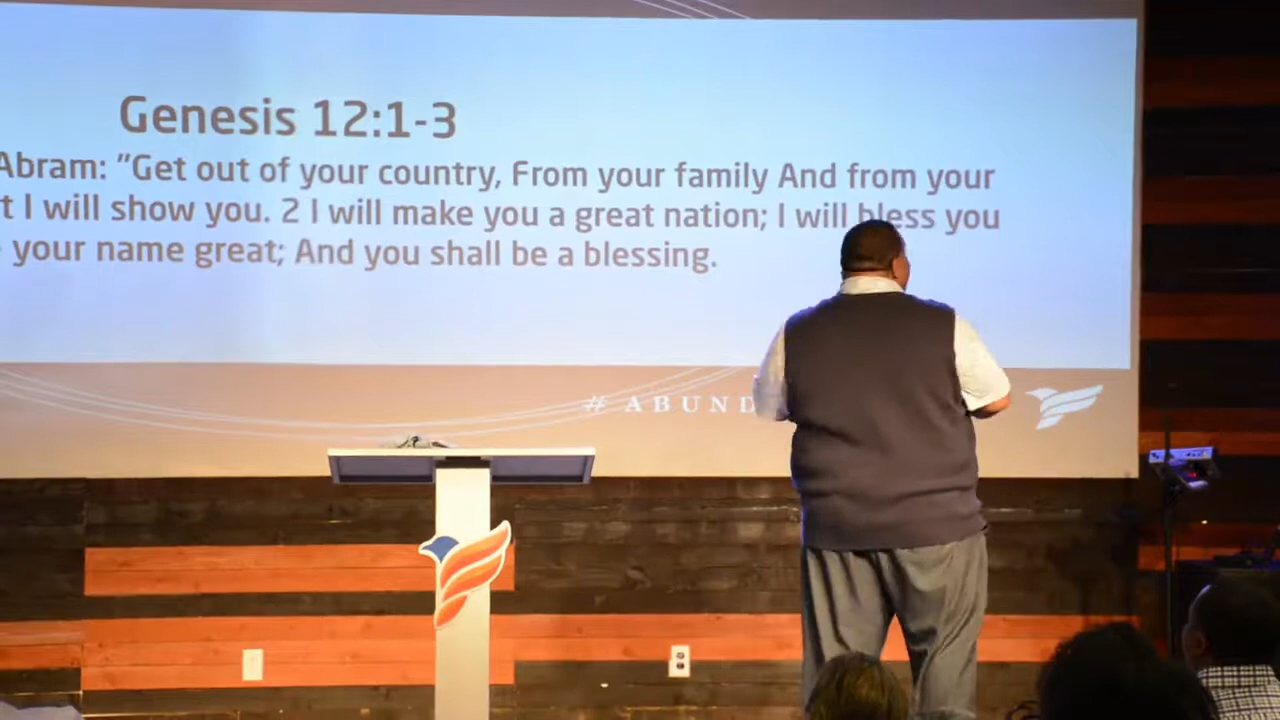 Genesis 12:1-3
Abram: "Get out of your country, From your family And from your
t I will show you. 2 I will make you a great nation; I will bless you
your name great; And you shall be a blessing.
# ABUND